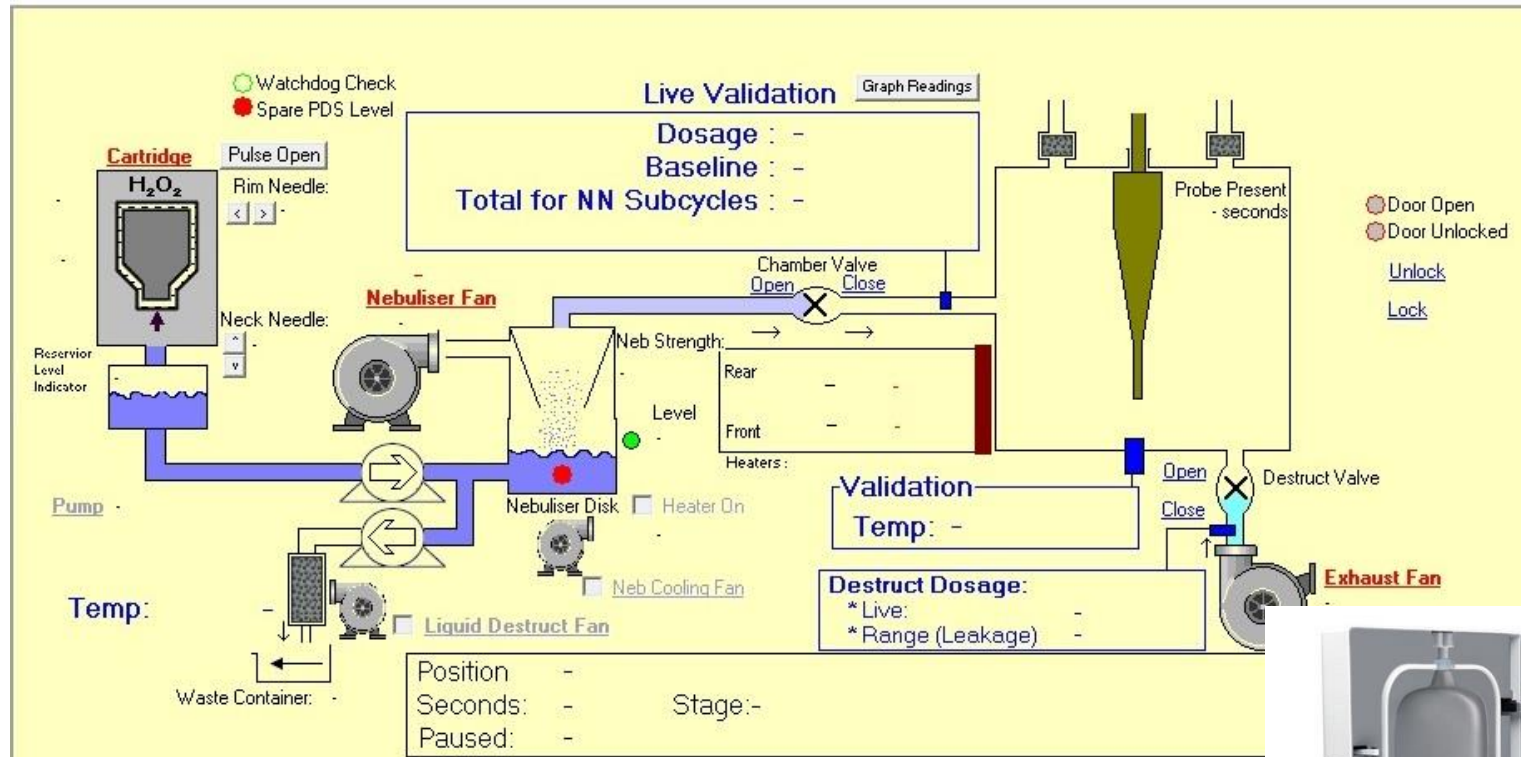 Watchdog Check
Spare PDS Level
Live Validation
Graph Readings
Dosage : -
Baseline : -
Total for NN Subcycles : -
Cartridge
Pulse Open
H2O2
Rim Needle:
< > -
-
-
Neck Needle:
^ -
v
Reservior
Level
Indicator
-
-
Nebuliser Fan
-
Chamber Valve
Open Close
Probe Present
- seconds
Door Open
Door Unlocked
Unlock
Lock
Neb Strength:
-
Rear - -
Front - -
Heaters :
Level
-
Pump -
Nebuliser Disk
Heater On
-
Neb Cooling Fan
Validation
Temp: -
Open
Close
Destruct Valve
Temp: -
Liquid Destruct Fan
Waste Container: -
Destruct Dosage:
* Live: -
* Range (Leakage) -
Exhaust Fan
-
Position -
Seconds: - Stage:-
Paused: -